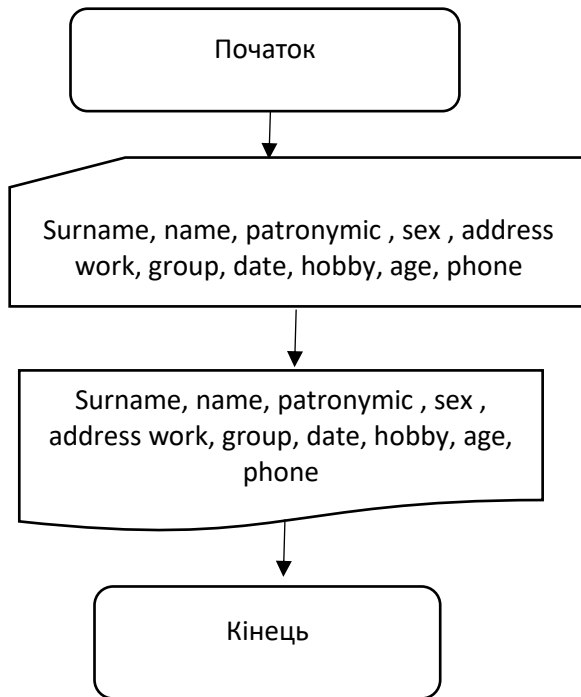 Початок
Surname, name, patronymic , sex , address
work, group, date, hobby, age, phone
Surname, name, patronymic , sex ,
address work, group, date, hobby, age,
phone
Кінець